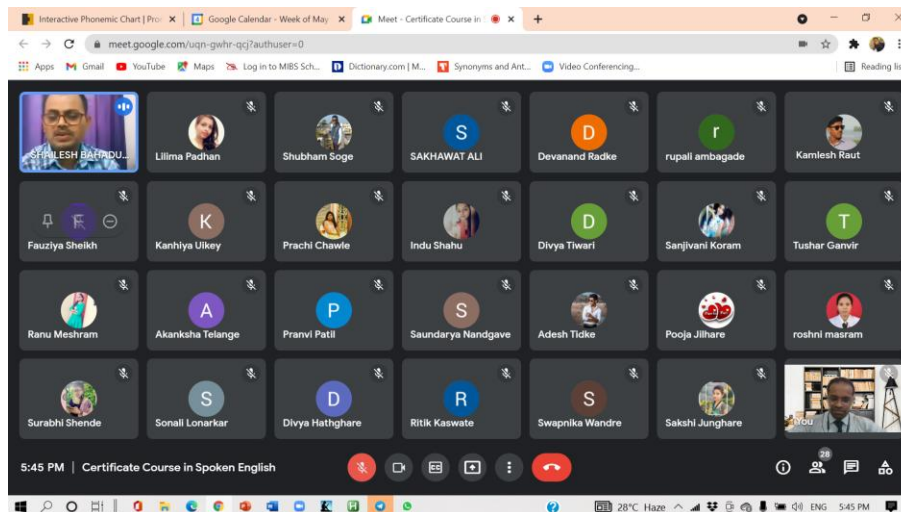 Interactive Phonemic Chart | Pro
Google Calendar - Week of May
Meet - Certificate Course in
meet.google.com/uqn-gwhr-qcj?authuser=0
Apps Gmail YouTube Maps Log in to MIBS Sch... Dictionary.com | M... Synonyms and Ant... Video Conferencing... Reading lis
SHAILESH BAHADU... Lilima Padhan Shubham Soge S SAKHAWAT ALI D Devanand Radke r rupali ambagade Kamlesh Raut
F Fauziya Sheikh K Kanhiya Uikey Prachi Chawle Indu Shahu D Divya Tiwari Sanjivani Koram T Tushar Ganvir
Ranu Meshram A Akanksha Telange P Pranvi Patil S Saundarya Nandgave Adesh Tidke Pooja Jilhare roshni masram
Surabhi Shende S Sonali Lonarkar D Divya Hathghare R Ritik Kaswate S Swapnika Wandre Sakshi Junghare You
5:45 PM | Certificate Course in Spoken English CC 28
28°C Haze ENG 5:45 PM